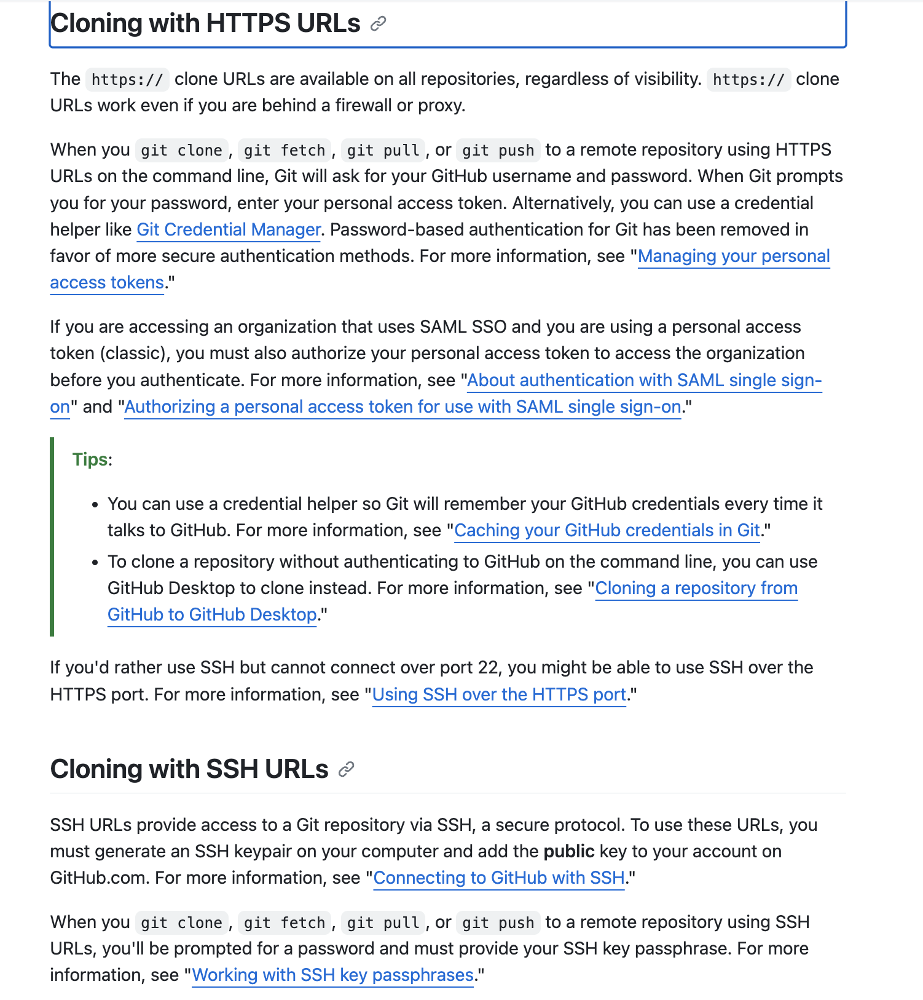 Cloning with HTTPS URLs
The https:// clone URLs are available on all repositories, regardless of visibility. https:// clone
URLs work even if you are behind a firewall or proxy.
When you git clone, git fetch, git pull, or git push to a remote repository using HTTPS
URLs on the command line, Git will ask for your GitHub username and password. When Git prompts
you for your password, enter your personal access token. Alternatively, you can use a credential
helper like Git Credential Manager. Password-based authentication for Git has been removed in
favor of more secure authentication methods. For more information, see "Managing your personal
access tokens."
If you are accessing an organization that uses SAML SSO and you are using a personal access
token (classic), you must also authorize your personal access token to access the organization
before you authenticate. For more information, see "About authentication with SAML single sign-
on" and "Authorizing a personal access token for use with SAML single sign-on."
Tips:
• You can use a credential helper so Git will remember your GitHub credentials every time it
talks to GitHub. For more information, see "Caching your GitHub credentials in Git."
• To clone a repository without authenticating to GitHub on the command line, you can use
GitHub Desktop to clone instead. For more information, see "Cloning a repository from
GitHub to GitHub Desktop."
If you'd rather use SSH but cannot connect over port 22, you might be able to use SSH over the
HTTPS port. For more information, see "Using SSH over the HTTPS port."
Cloning with SSH URLs
SSH URLs provide access to a Git repository via SSH, a secure protocol. To use these URLs, you
must generate an SSH keypair on your computer and add the public key to your account on
GitHub.com. For more information, see "Connecting to GitHub with SSH."
When you git clone, git fetch, git pull, or git push to a remote repository using SSH
URLs, you'll be prompted for a password and must provide your SSH key passphrase. For more
information, see "Working with SSH key passphrases."